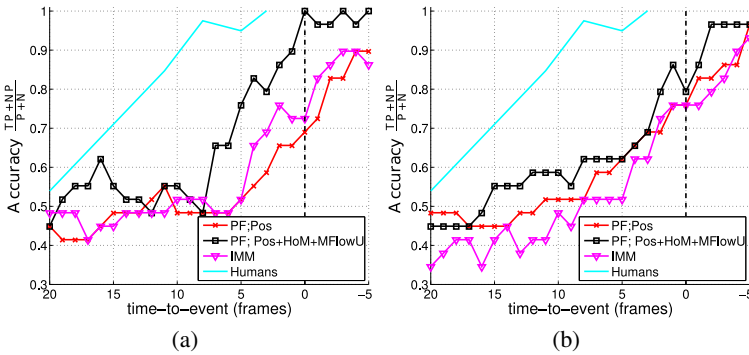 1
0.9
0.8
0.7
0.6
0.5
0.4
0.3
Accuracy TP+NP
P+N
20 15 10 5 0 −5
time−to−event (frames)
PF;Pos
PF; Pos+HoM+MFlowU
IMM
Humans
(a)
1
0.9
0.8
0.7
0.6
0.5
0.4
0.3
Accuracy TP+NP
P+N
20 15 10 5 0 −5
time−to−event (frames)
PF;Pos
PF; Pos+HoM+MFlowU
IMM
Humans
(b)